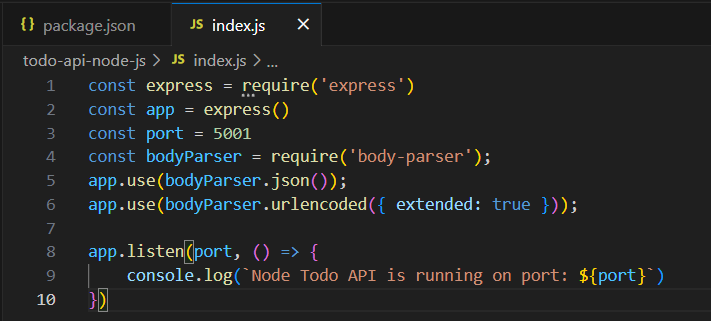 {} package.json JS index.js ×
todo-api-node-js > JS index.js > ...
1 const express = require('express')
2 const app = express()
3 const port = 5001
4 const bodyParser = require('body-parser');
5 app.use(bodyParser.json());
6 app.use(bodyParser.urlencoded({ extended: true }));
7
8 app.listen(port, () => {
9     console.log(`Node Todo API is running on port: ${port}`)
10 })